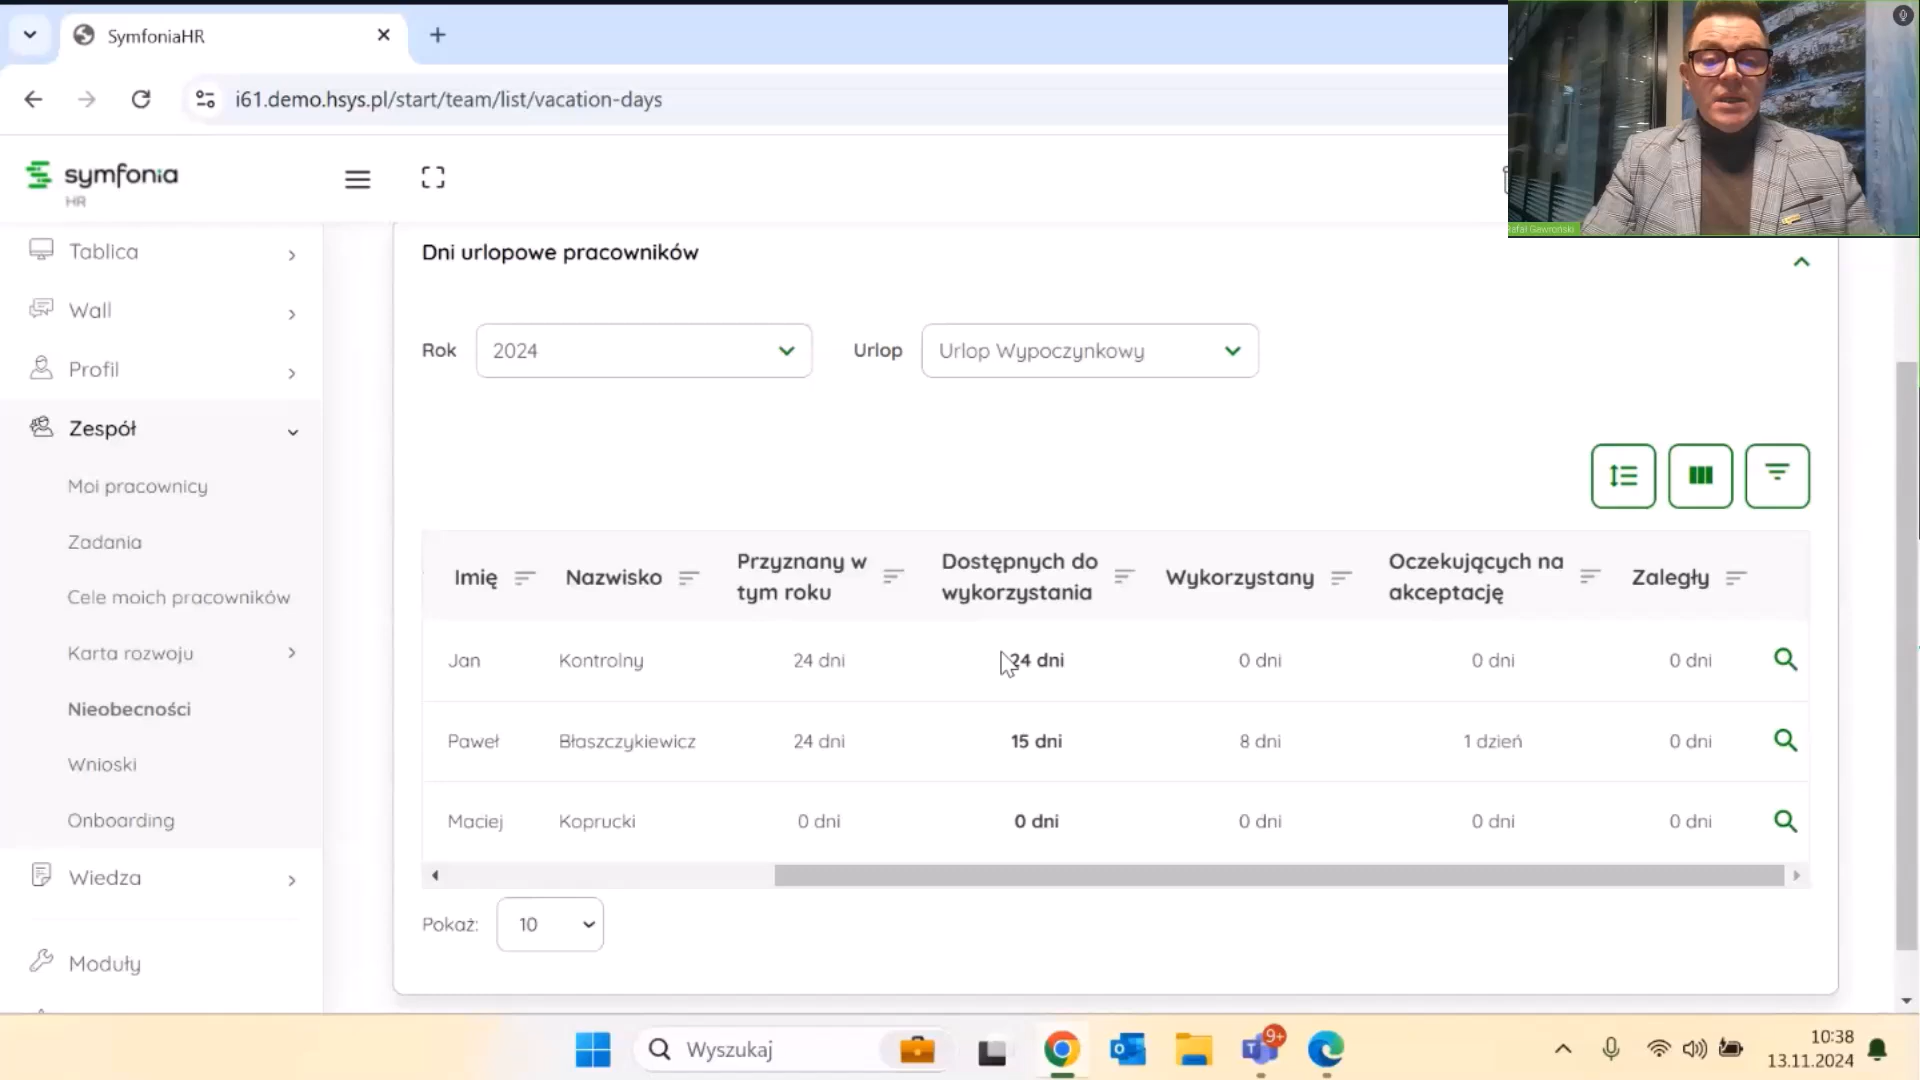 SymfoniaHR
i61.demo.hsys.pl/start/team/list/vacation-days
symfonia
HR
Rafał Gawroński
Tablica
Wall
Profil
Zespół
Moi pracownicy
Zadania
Cele moich pracowników
Karta rozwoju
Nieobecności
Wnioski
Onboarding
Wiedza
Moduły
Dni urlopowe pracowników
Rok 2024 Urlop Urlop Wypoczynkowy
Imię Nazwisko Przyznany w tym roku Dostępnych do wykorzystania Wykorzystany Oczekujących na akceptację Zaległy
Jan Kontrolny 24 dni 24 dni 0 dni 0 dni 0 dni
Paweł Błaszczykiewicz 24 dni 15 dni 8 dni 1 dzień 0 dni
Maciej Koprucki 0 dni 0 dni 0 dni 0 dni 0 dni
Pokaż: 10
Wyszukaj
9+
10:38
13.11.2024